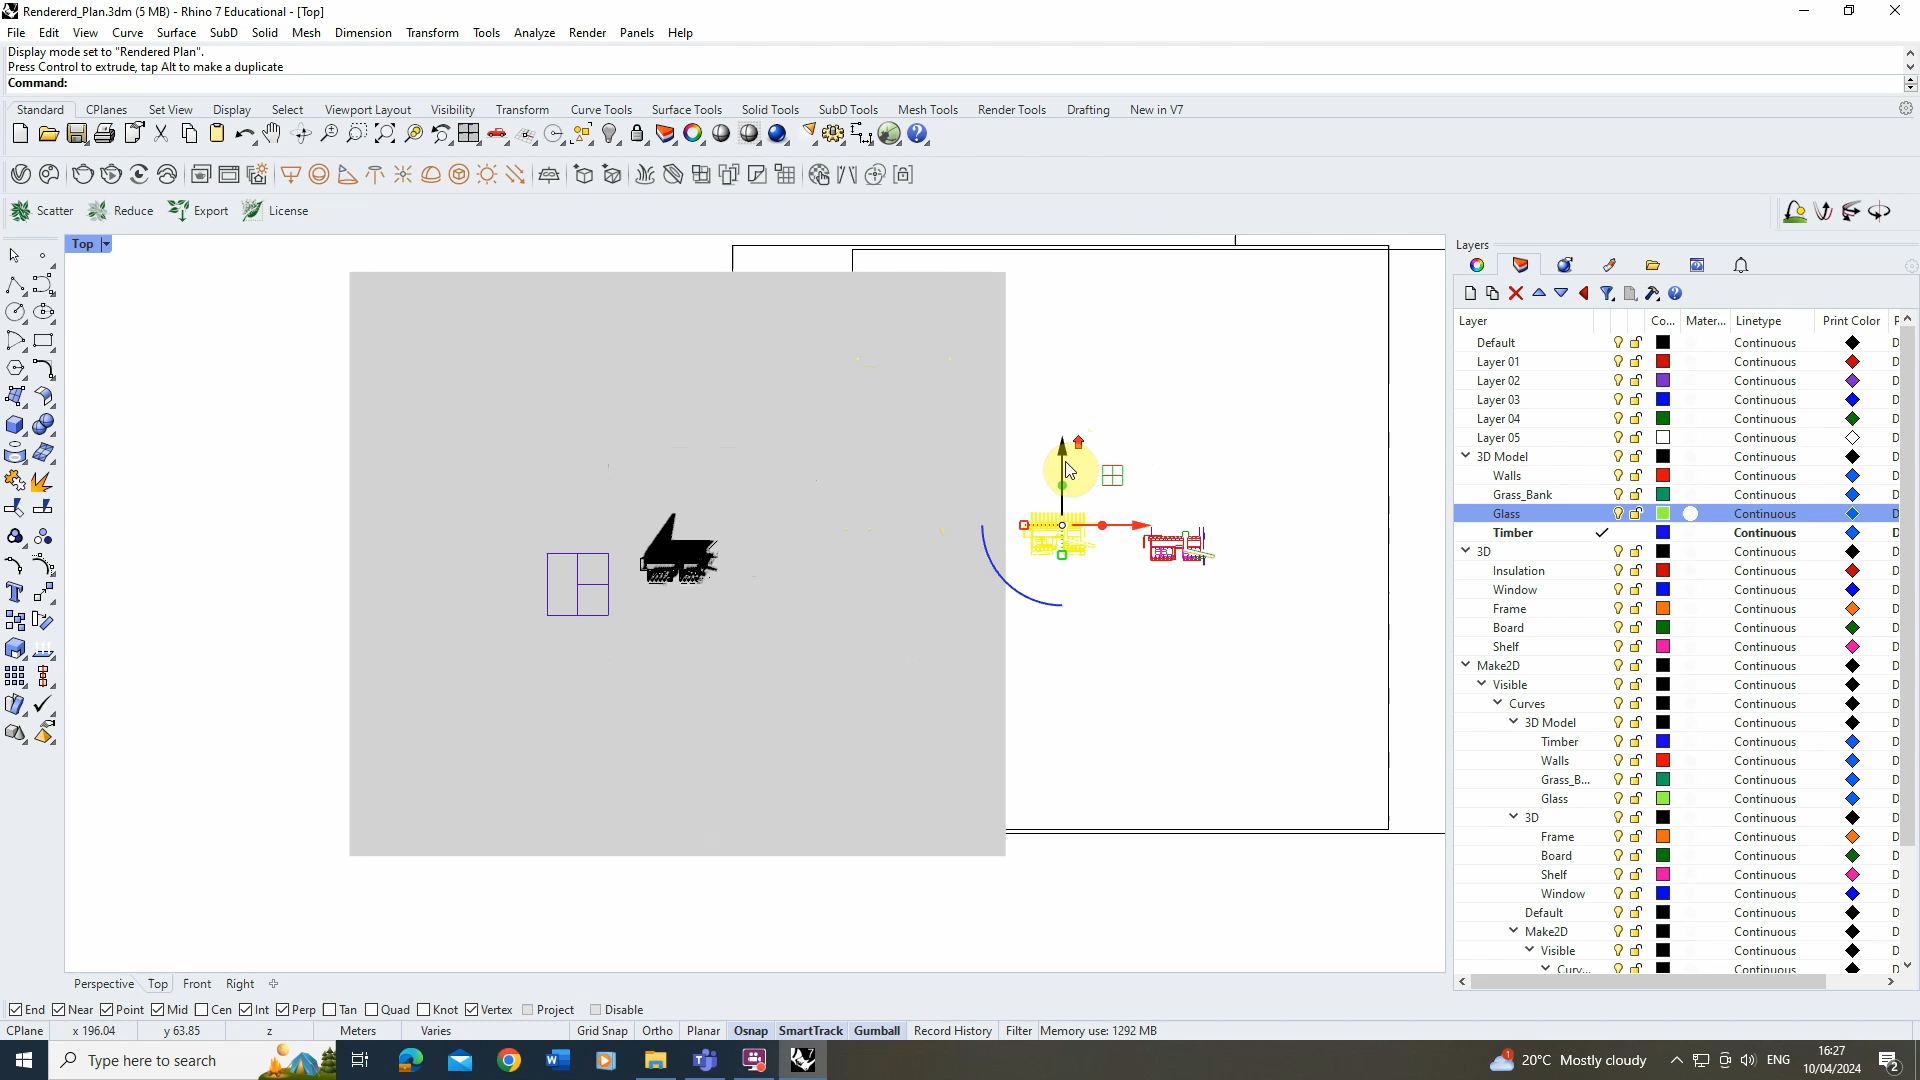 Rendererd_Plan.3dm (5 MB) - Rhino 7 Educational - [Top]
File Edit View Curve Surface SubD Solid Mesh Dimension Transform Tools Analyze Render Panels Help
Display mode set to "Rendered Plan".
Press Control to extrude, tap Alt to make a duplicate
Command:
Standard CPlanes Set View Display Select Viewport Layout Visibility Transform Curve Tools Surface Tools Solid Tools SubD Tools Mesh Tools Render Tools Drafting New in V7
Scatter Reduce Export License
Top
Layers
Layer Co... Mater... Linetype Print Color P
Default Continuous D
Layer 01 Continuous D
Layer 02 Continuous D
Layer 03 Continuous D
Layer 04 Continuous D
Layer 05 Continuous D
3D Model Continuous D
Walls Continuous D
Grass_Bank Continuous D
Glass Continuous D
Timber Continuous D
3D Continuous D
Insulation Continuous D
Window Continuous D
Frame Continuous D
Board Continuous D
Shelf Continuous D
Make2D Continuous D
Visible Continuous D
Curves Continuous D
3D Model Continuous D
Timber Continuous D
Walls Continuous D
Grass_B... Continuous D
Glass Continuous D
3D Continuous D
Frame Continuous D
Board Continuous D
Shelf Continuous D
Window Continuous D
Default Continuous D
Make2D Continuous D
Visible Continuous D
Curv... Continuous D
Perspective Top Front Right
End Near Point Mid Cen Int Perp Tan Quad Knot Vertex Project Disable
CPlane x 196.04 y 63.85 z Meters Varies Grid Snap Ortho Planar Osnap SmartTrack Gumball Record History Filter Memory use: 1292 MB
Type here to search 20°C Mostly cloudy ENG 16:27
10/04/2024 2